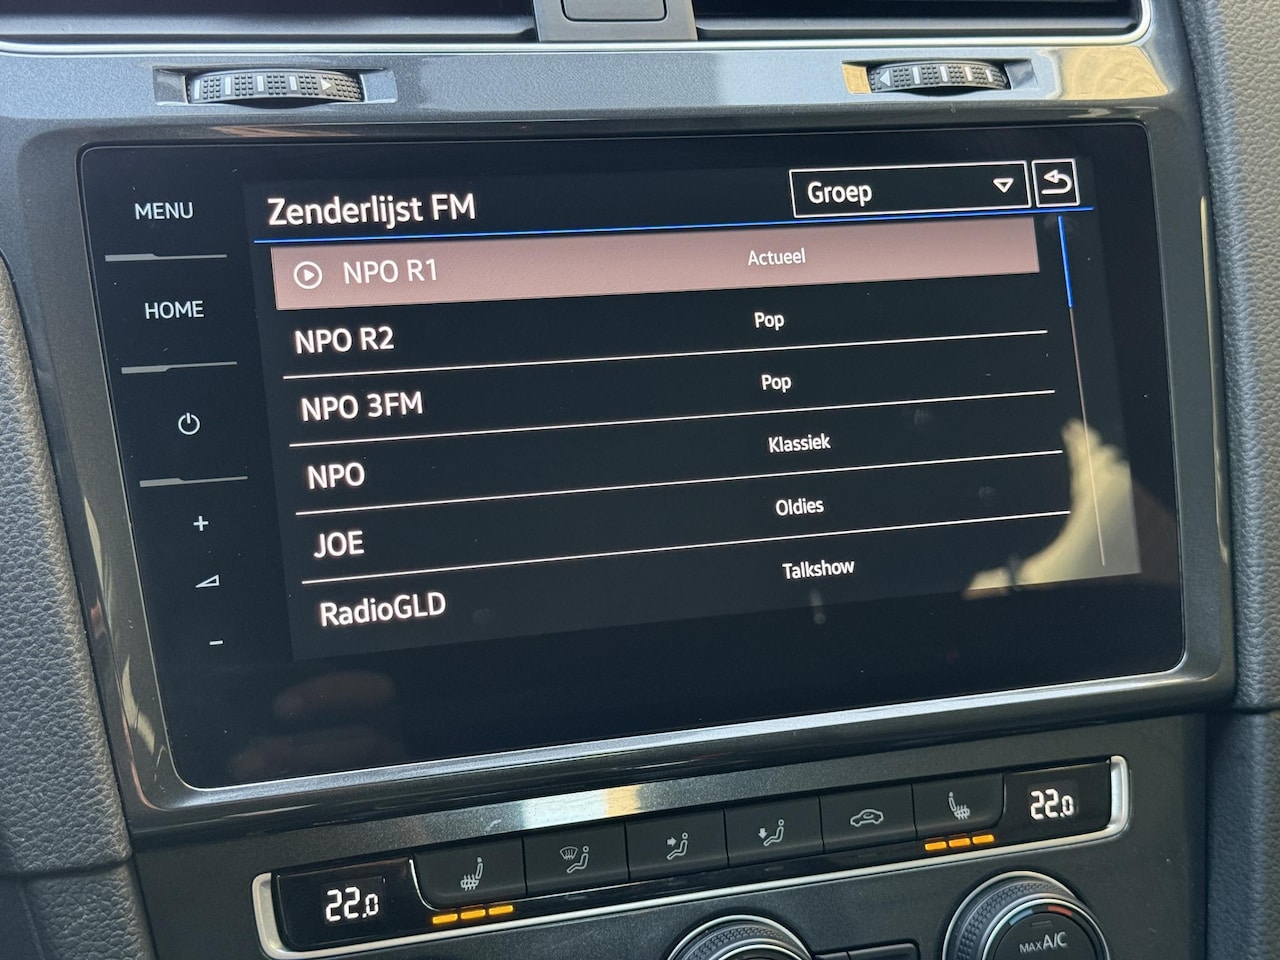 MENU
HOME
Zenderlijst FM
Groep
NPO R1 Actueel
NPO R2 Pop
NPO 3FM Pop
NPO Klassiek
JOE Oldies
RadioGLD Talkshow
+
−
22.0
22.0
MAX A/C